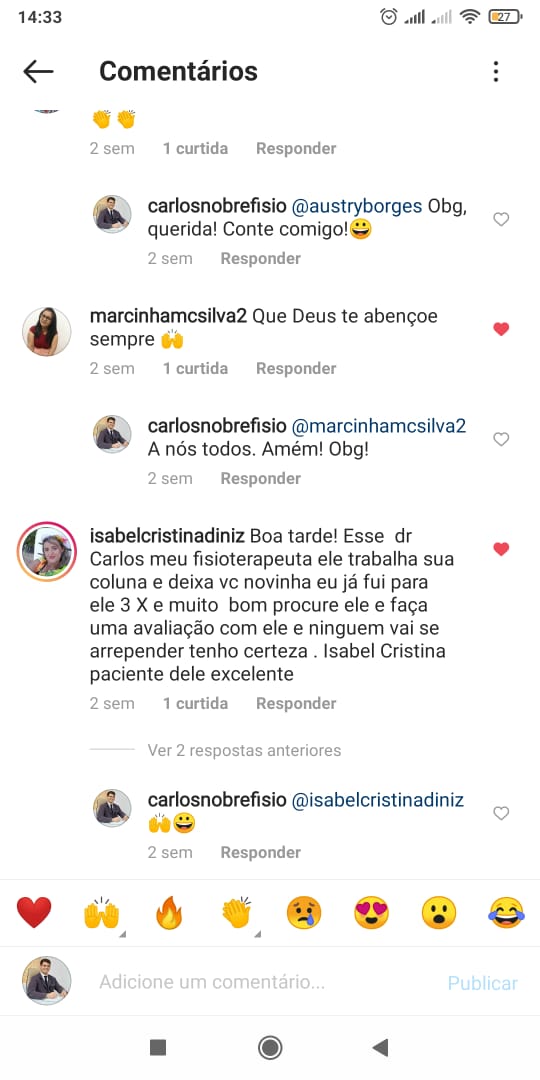 14:33
27
Comentários
👏👏
2 sem 1 curtida Responder
carlosnobrefisio @austryborges Obg,
querida! Conte comigo!😀
2 sem Responder
marcinhamcsilva2 Que Deus te abençoe
sempre 🙌
2 sem 1 curtida Responder
carlosnobrefisio @marcinhamcsilva2
A nós todos. Amém! Obg!
2 sem Responder
isabelcristinadiniz Boa tarde! Esse  dr
Carlos meu fisioterapeuta ele trabalha sua
coluna e deixa vc novinha eu já fui para
ele 3 X e muito  bom procure ele e faça
uma avaliação com ele e ninguem vai se
arrepender tenho certeza . Isabel Cristina
paciente dele excelente
2 sem 1 curtida Responder
Ver 2 respostas anteriores
carlosnobrefisio @isabelcristinadiniz
🙌😀
2 sem Responder
❤️🙌🔥👏😢😍😮😂
Adicione um comentário... Publicar